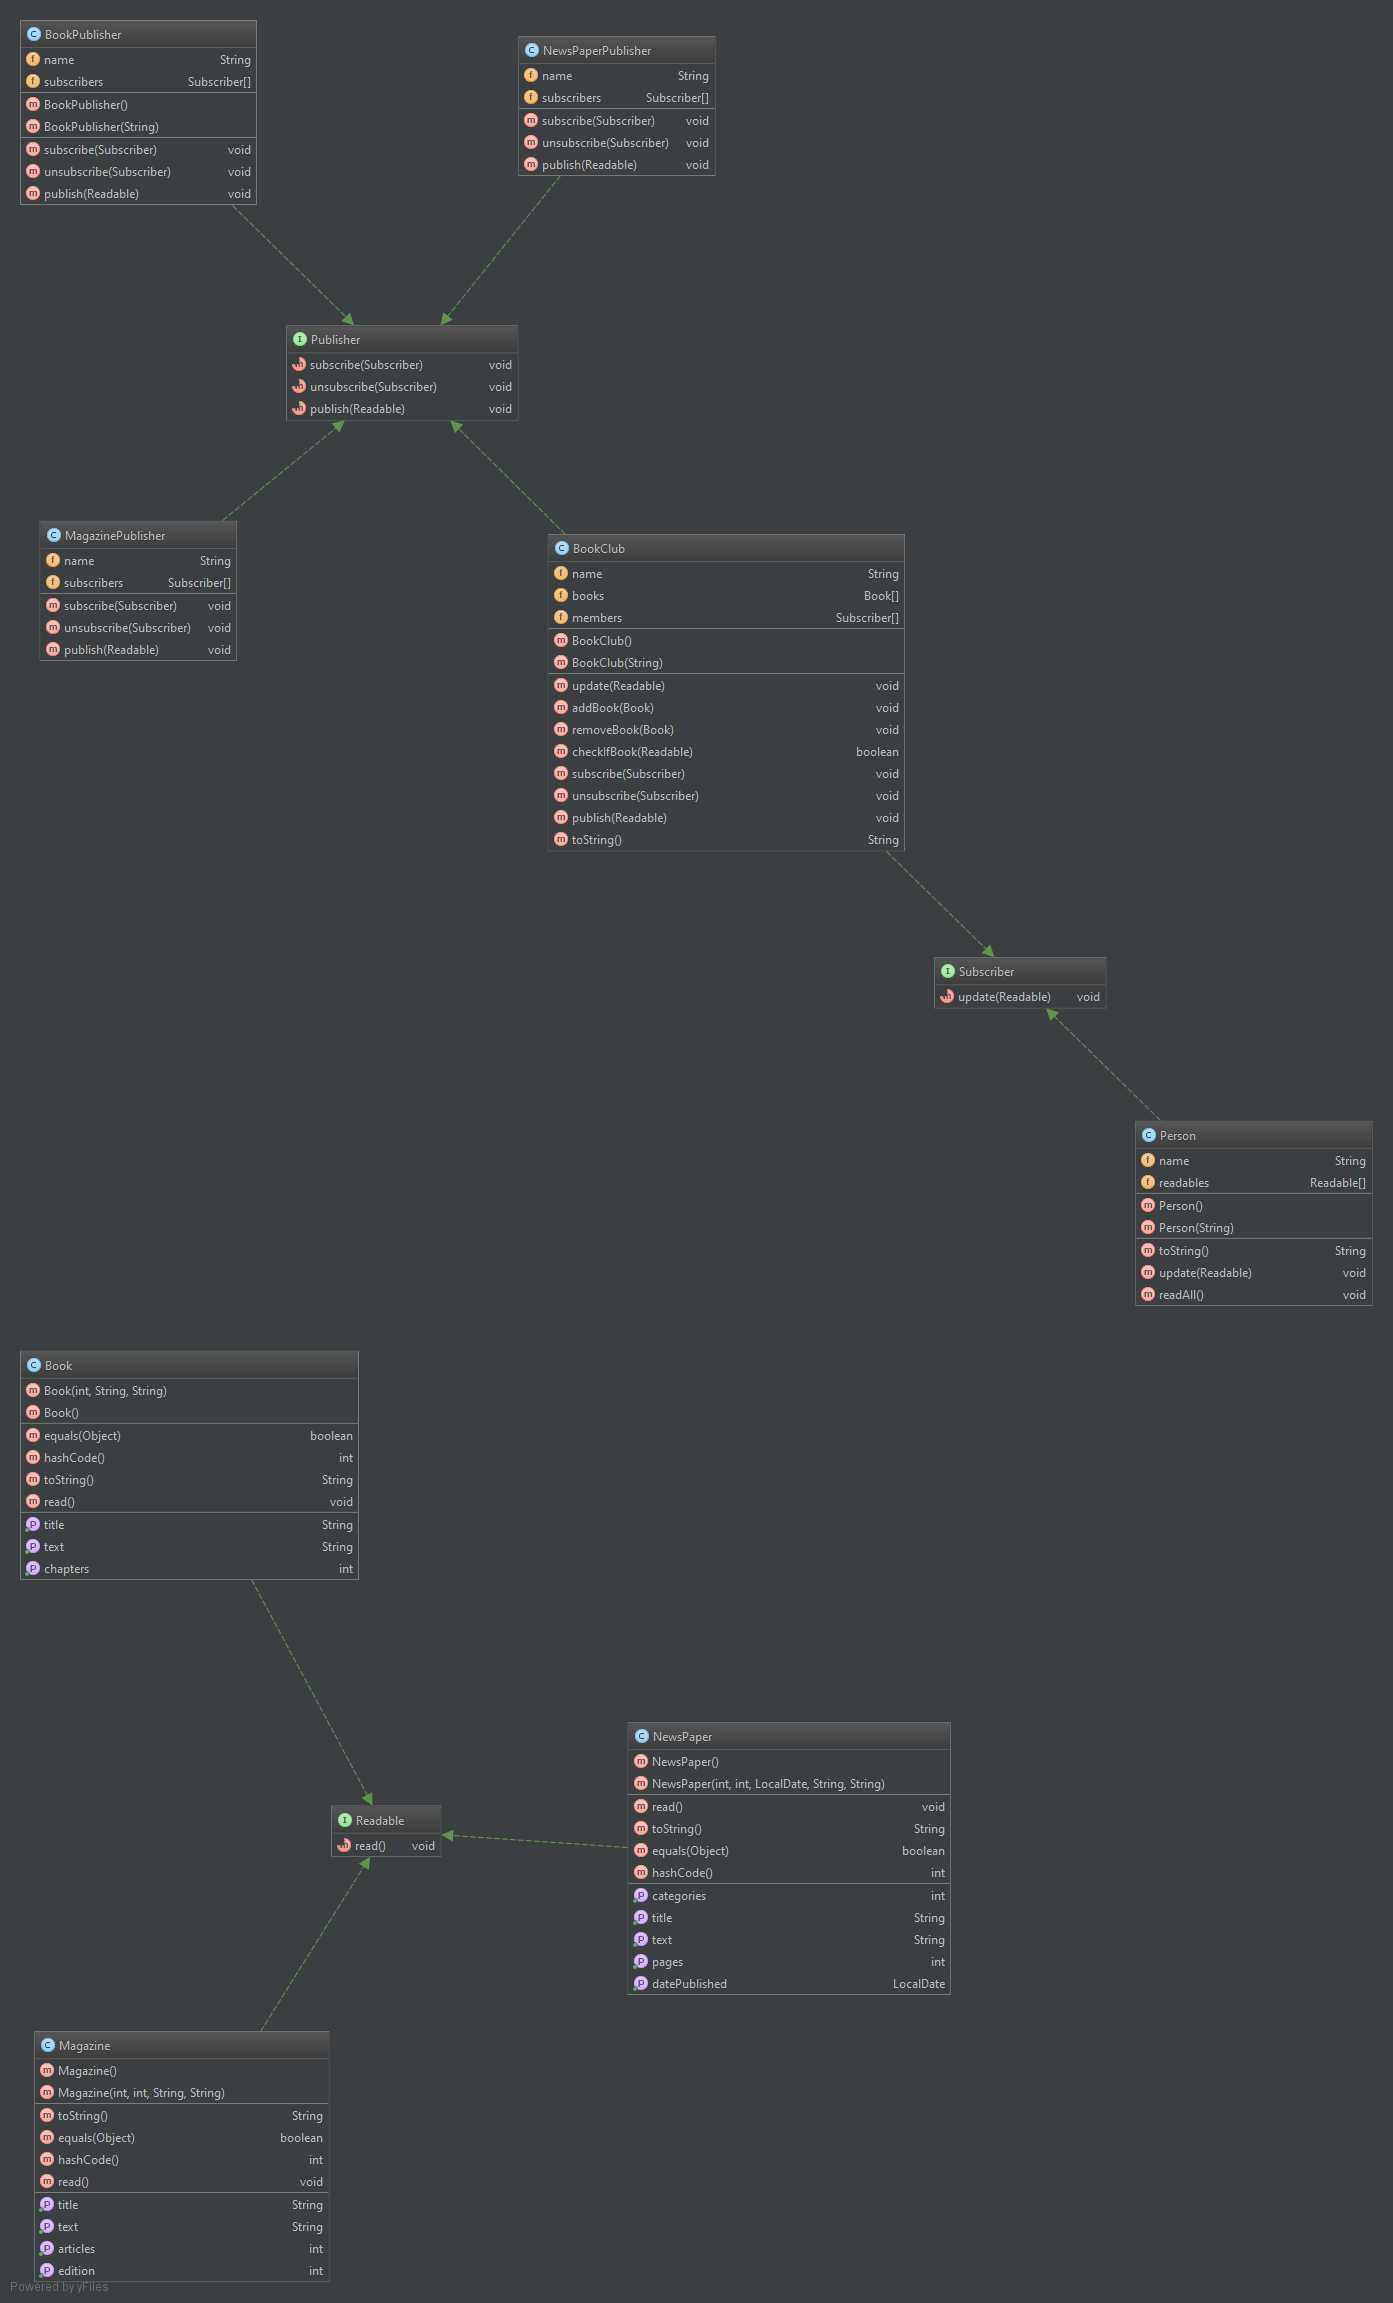 BookPublisher
name String
subscribers Subscriber[]
BookPublisher()
BookPublisher(String)
subscribe(Subscriber) void
unsubscribe(Subscriber) void
publish(Readable) void
NewsPaperPublisher
name String
subscribers Subscriber[]
subscribe(Subscriber) void
unsubscribe(Subscriber) void
publish(Readable) void
Publisher
subscribe(Subscriber) void
unsubscribe(Subscriber) void
publish(Readable) void
MagazinePublisher
name String
subscribers Subscriber[]
subscribe(Subscriber) void
unsubscribe(Subscriber) void
publish(Readable) void
BookClub
name String
books Book[]
members Subscriber[]
BookClub()
BookClub(String)
update(Readable) void
addBook(Book) void
removeBook(Book) void
checkIfBook(Readable) boolean
subscribe(Subscriber) void
unsubscribe(Subscriber) void
publish(Readable) void
toString() String
Subscriber
update(Readable) void
Person
name String
readables Readable[]
Person()
Person(String)
toString() String
update(Readable) void
readAll() void
Book
Book(int, String, String)
Book()
equals(Object) boolean
hashCode() int
toString() String
read() void
title String
text String
chapters int
NewsPaper
NewsPaper()
NewsPaper(int, int, LocalDate, String, String)
read() void
toString() String
equals(Object) boolean
hashCode() int
categories int
title String
text String
pages int
datePublished LocalDate
Readable
read() void
Magazine
Magazine()
Magazine(int, int, String, String)
toString() String
equals(Object) boolean
hashCode() int
read() void
title String
text String
articles int
edition int
Powered by yFiles